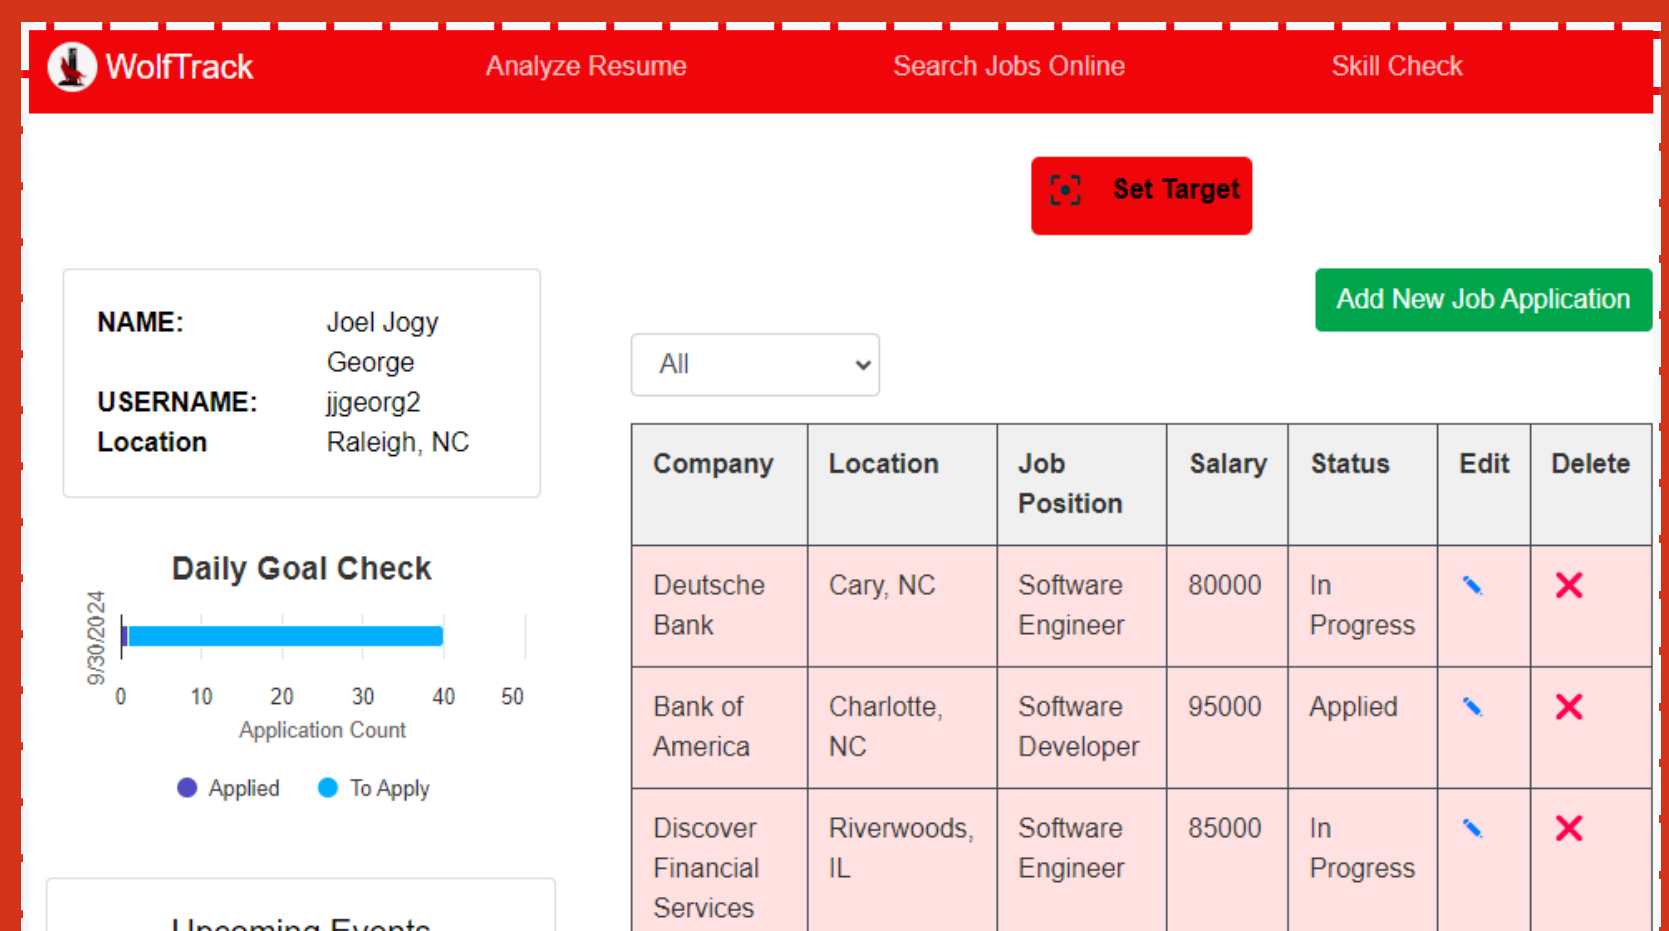 WolfTrack
Analyze Resume
Search Jobs Online
Skill Check
Set Target
Add New Job Application
NAME: Joel Jogy
George
USERNAME: jjgeorg2
Location Raleigh, NC
Daily Goal Check
9/30/2024
0 10 20 30 40 50
Application Count
Applied To Apply
Upcoming Events
All
Company Location Job Salary Status Edit Delete
Position
Deutsche Cary, NC Software 80000 In
Bank Engineer Progress
Bank of Charlotte, Software 95000 Applied
America NC Developer
Discover Riverwoods, Software 85000 In
Financial IL Engineer Progress
Services